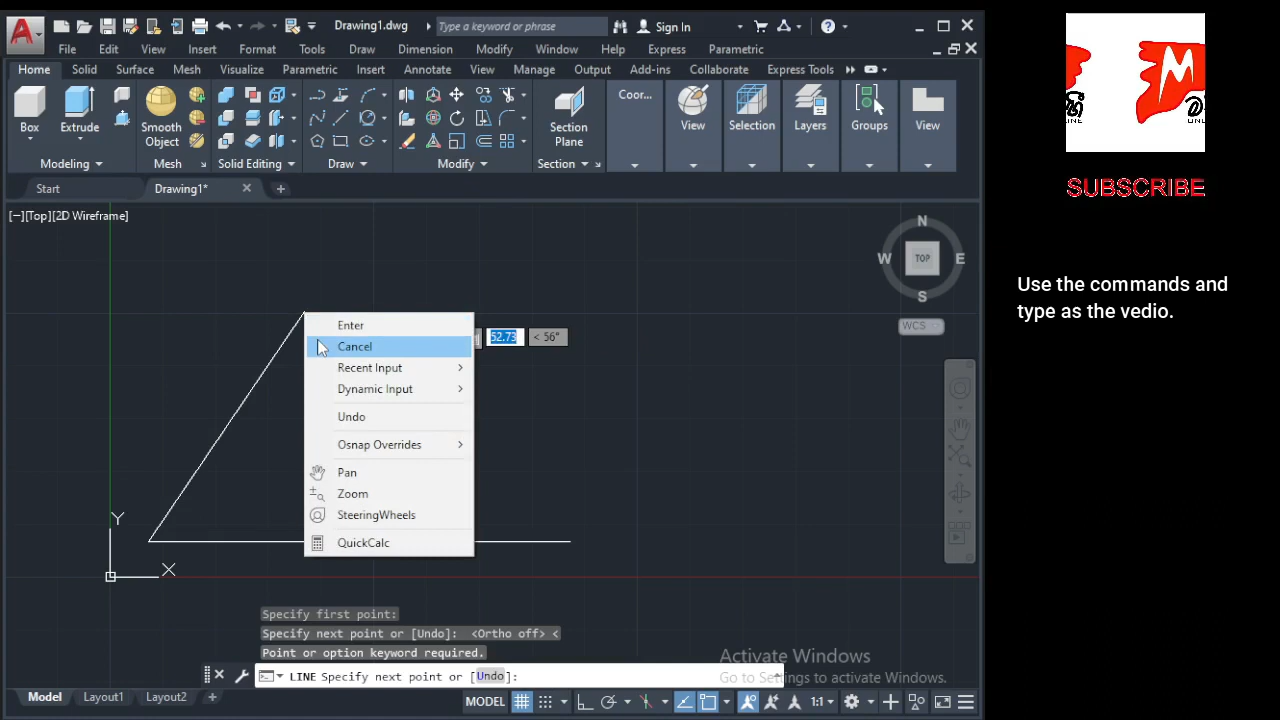 Drawing1.dwg
Type a keyword or phrase
Sign In
File Edit View Insert Format Tools Draw Dimension Modify Window Help Express Parametric
Home Solid Surface Mesh Visualize Parametric Insert Annotate View Manage Output Add-ins Collaborate Express Tools
Box Extrude Smooth Object Section Plane Coor... View Selection Layers Groups View
Modeling Mesh Solid Editing Draw Modify Section
Start Drawing1*
[−][Top][2D Wireframe]
N
W TOP E
S
WCS
Enter
52.73 < 56°
Cancel
Recent Input
Dynamic Input
Undo
Osnap Overrides
Pan
Zoom
SteeringWheels
QuickCalc
Y
X
Specify first point:
Specify next point or [Undo]: <Ortho off> <
Point or option keyword required.
LINE Specify next point or [Undo]:
Activate Windows
Go to Settings to activate Windows.
Model Layout1 Layout2
MODEL 1:1
M
SUBSCRIBE
Use the commands and
type as the vedio.